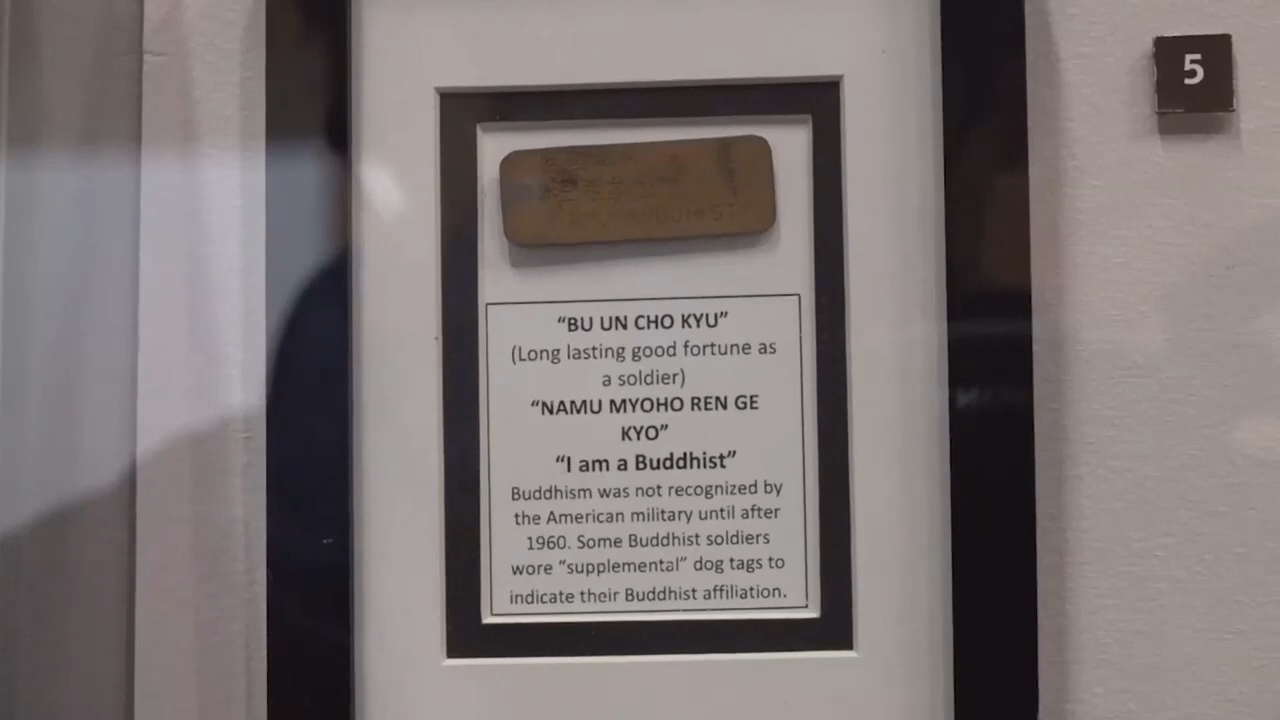 "BU UN CHO KYU"
(Long lasting good fortune as
a soldier)
"NAMU MYOHO REN GE
KYO"
"I am a Buddhist"
Buddhism was not recognized by
the American military until after
1960. Some Buddhist soldiers
wore "supplemental" dog tags to
indicate their Buddhist affiliation.
5